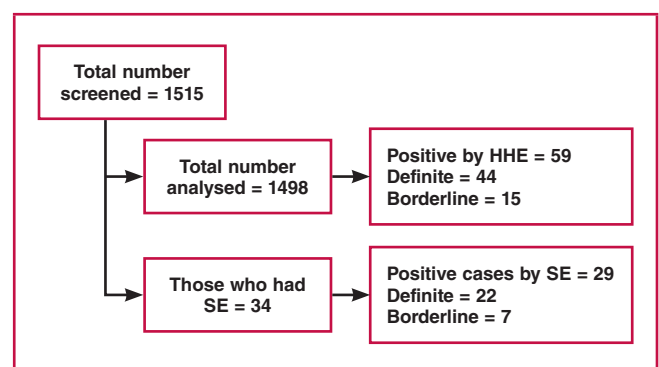 Total number
screened = 1515
Total number
analysed = 1498
Positive by HHE = 59
Definite = 44
Borderline = 15
Those who had
SE = 34
Positive cases by SE = 29
Definite = 22
Borderline = 7